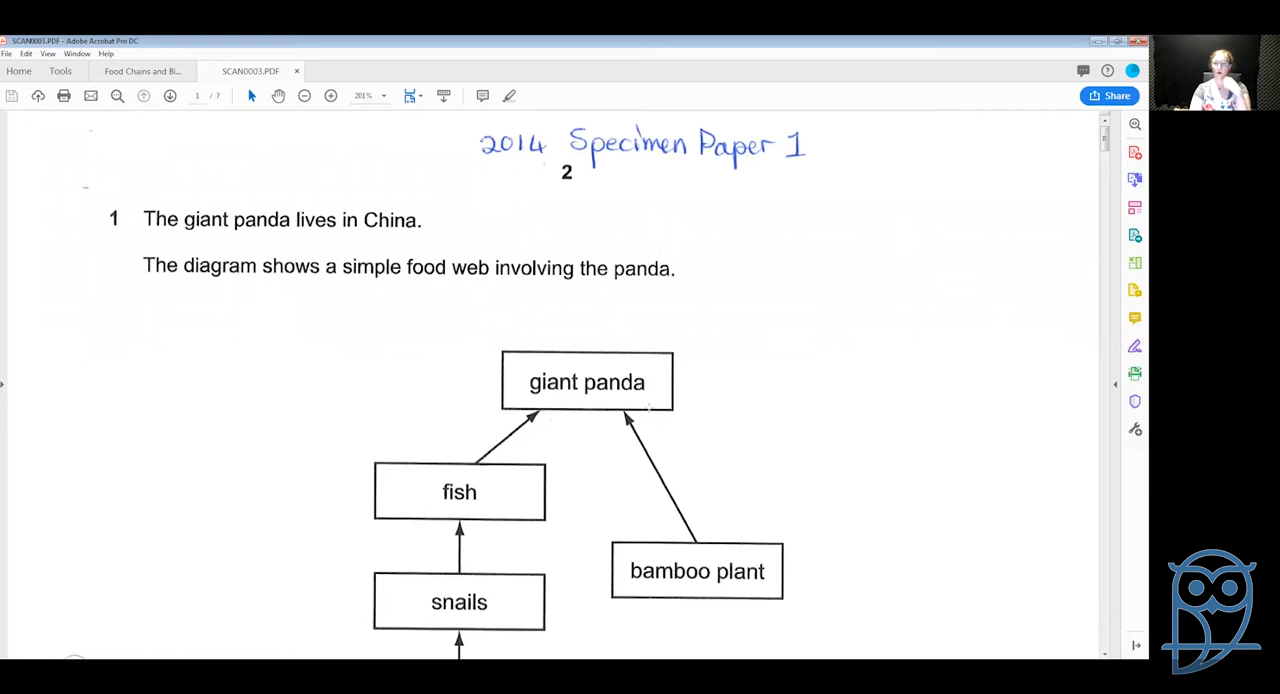 SCAN0003.PDF - Adobe Acrobat Pro DC
File Edit View Window Help
Home Tools Food Chains and Bi... SCAN0003.PDF ×
1 / 7 201% Share
2014 Specimen Paper 1
2
1 The giant panda lives in China.
The diagram shows a simple food web involving the panda.
giant panda
fish
bamboo plant
snails